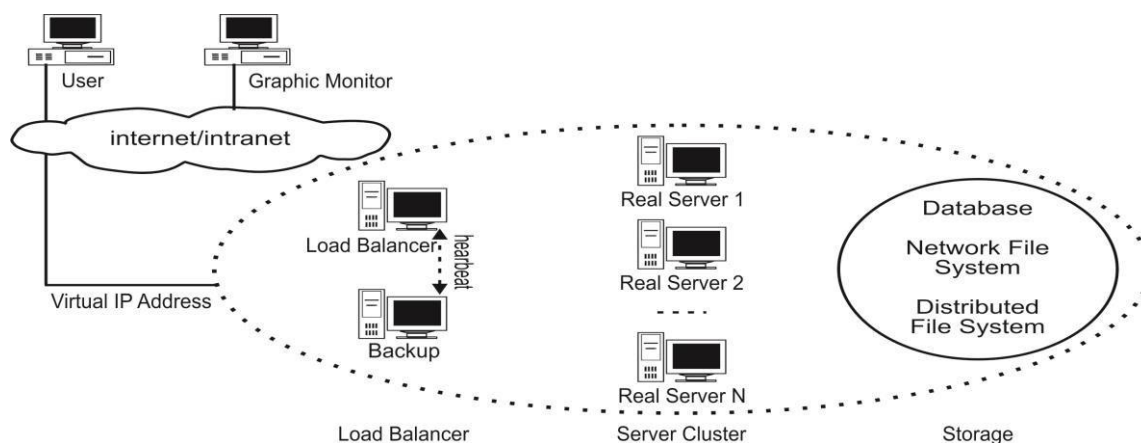 User
Graphic Monitor
internet/intranet
Virtual IP Address
Load Balancer
hearbeat
Backup
Real Server 1
Real Server 2
Real Server N
Database
Network File
System
Distributed
File System
Load Balancer
Server Cluster
Storage